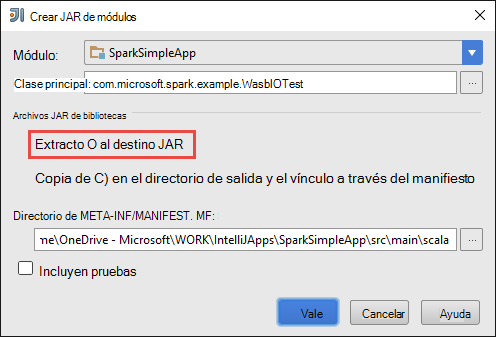 Crear JAR de módulos
Módulo: SparkSimpleApp
Clase principal: com.microsoft.spark.example.WasbIOTest ...
Archivos JAR de bibliotecas
Extracto O al destino JAR
Copia de C) en el directorio de salida y el vínculo a través del manifiesto
Directorio de META-INF/MANIFEST. MF:
me\OneDrive - Microsoft\WORK\IntelliJApps\SparkSimpleApp\src\main\scala ...
Incluyen pruebas
Vale Cancelar Ayuda